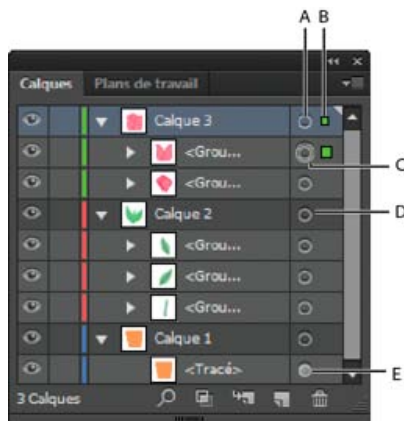 A B
Calques Plans de travail
Calque 3
<Grou...
C
<Grou...
Calque 2
D
<Grou...
<Grou...
<Grou...
Calque 1
<Tracé>
E
3 Calques